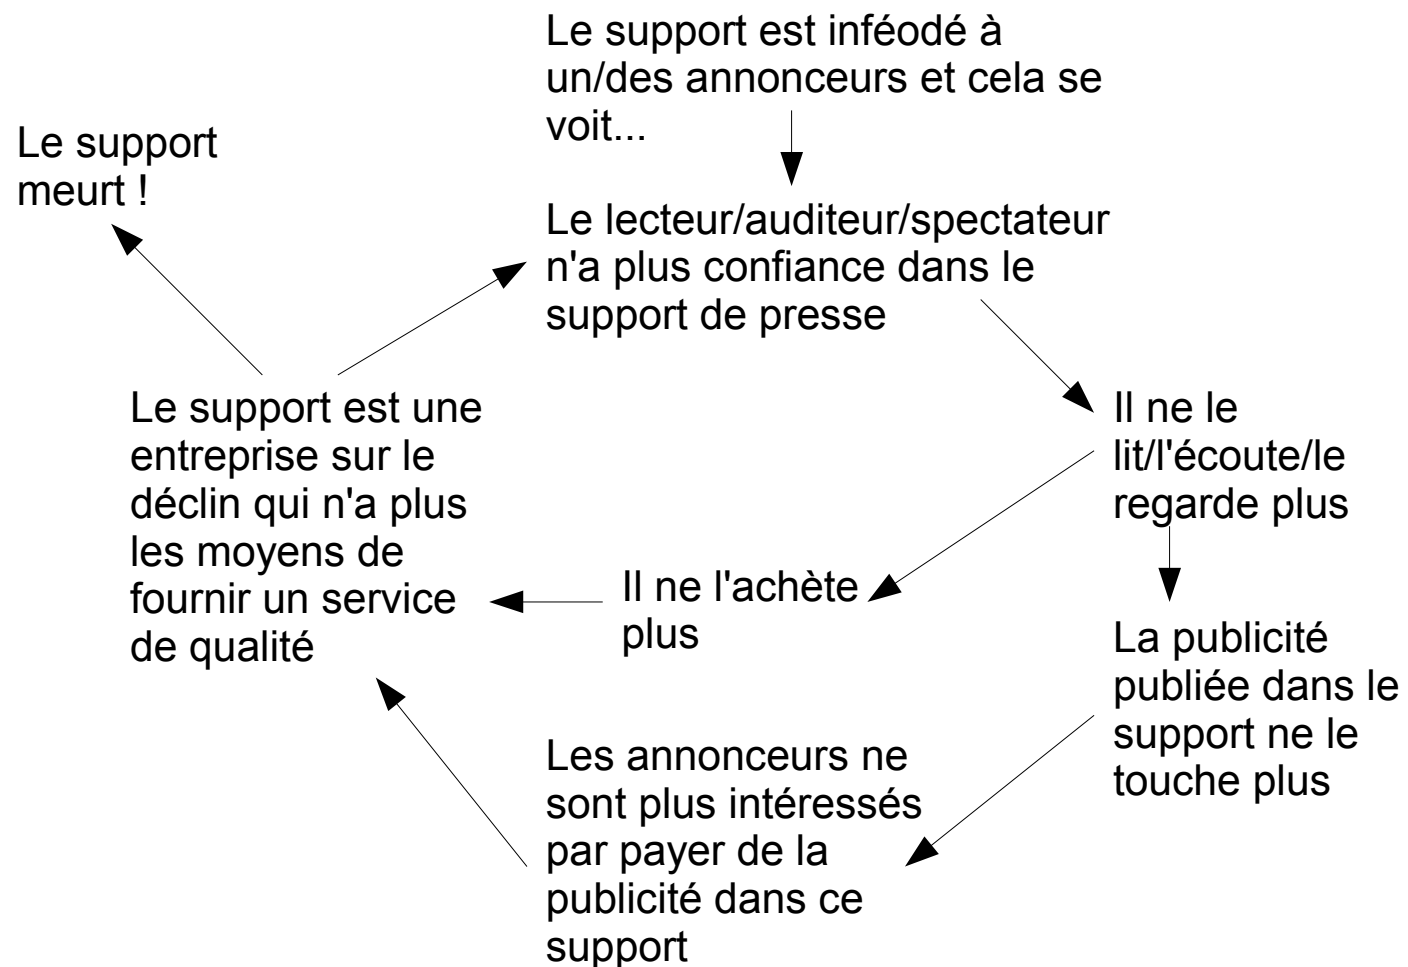 Le support est inféodé à
un/des annonceurs et cela se
voit...
Le support
meurt !
Le lecteur/auditeur/spectateur
n'a plus confiance dans le
support de presse
Il ne le
lit/l'écoute/le
regarde plus
Le support est une
entreprise sur le
déclin qui n'a plus
les moyens de
fournir un service
de qualité
Il ne l'achète
plus
La publicité
publiée dans le
support ne le
touche plus
Les annonceurs ne
sont plus intéressés
par payer de la
publicité dans ce
support